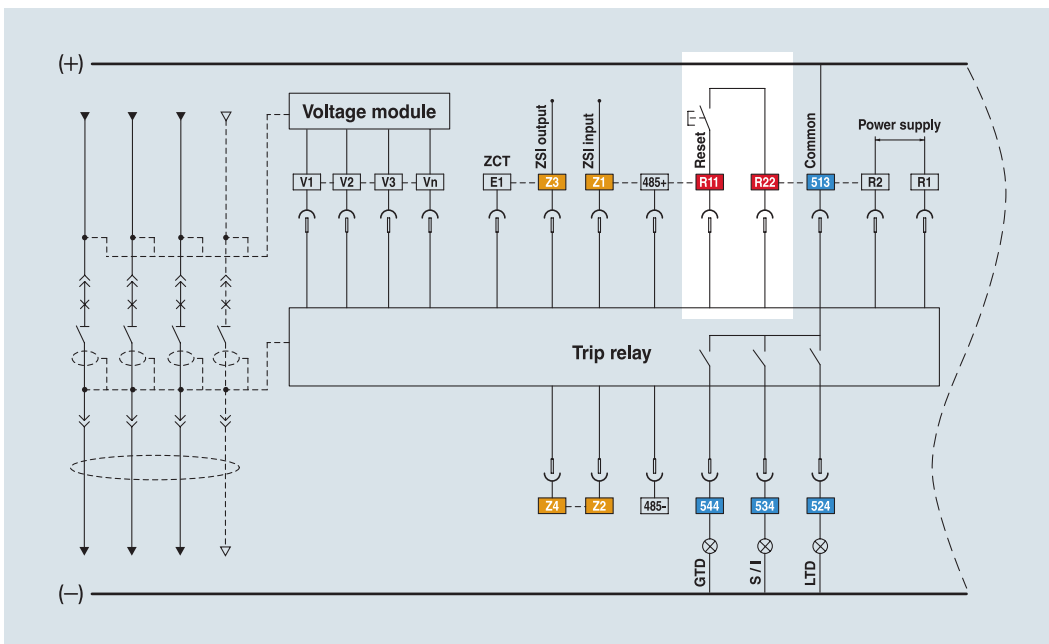 (+)
Voltage module
ZCT
ZSI output
ZSI input
Reset
Common
Power supply
V1
V2
V3
Vn
E1
Z3
Z1
485+
R11
R22
513
R2
R1
Trip relay
Z4
Z2
485-
544
534
524
GTD
S / I
LTD
(−)